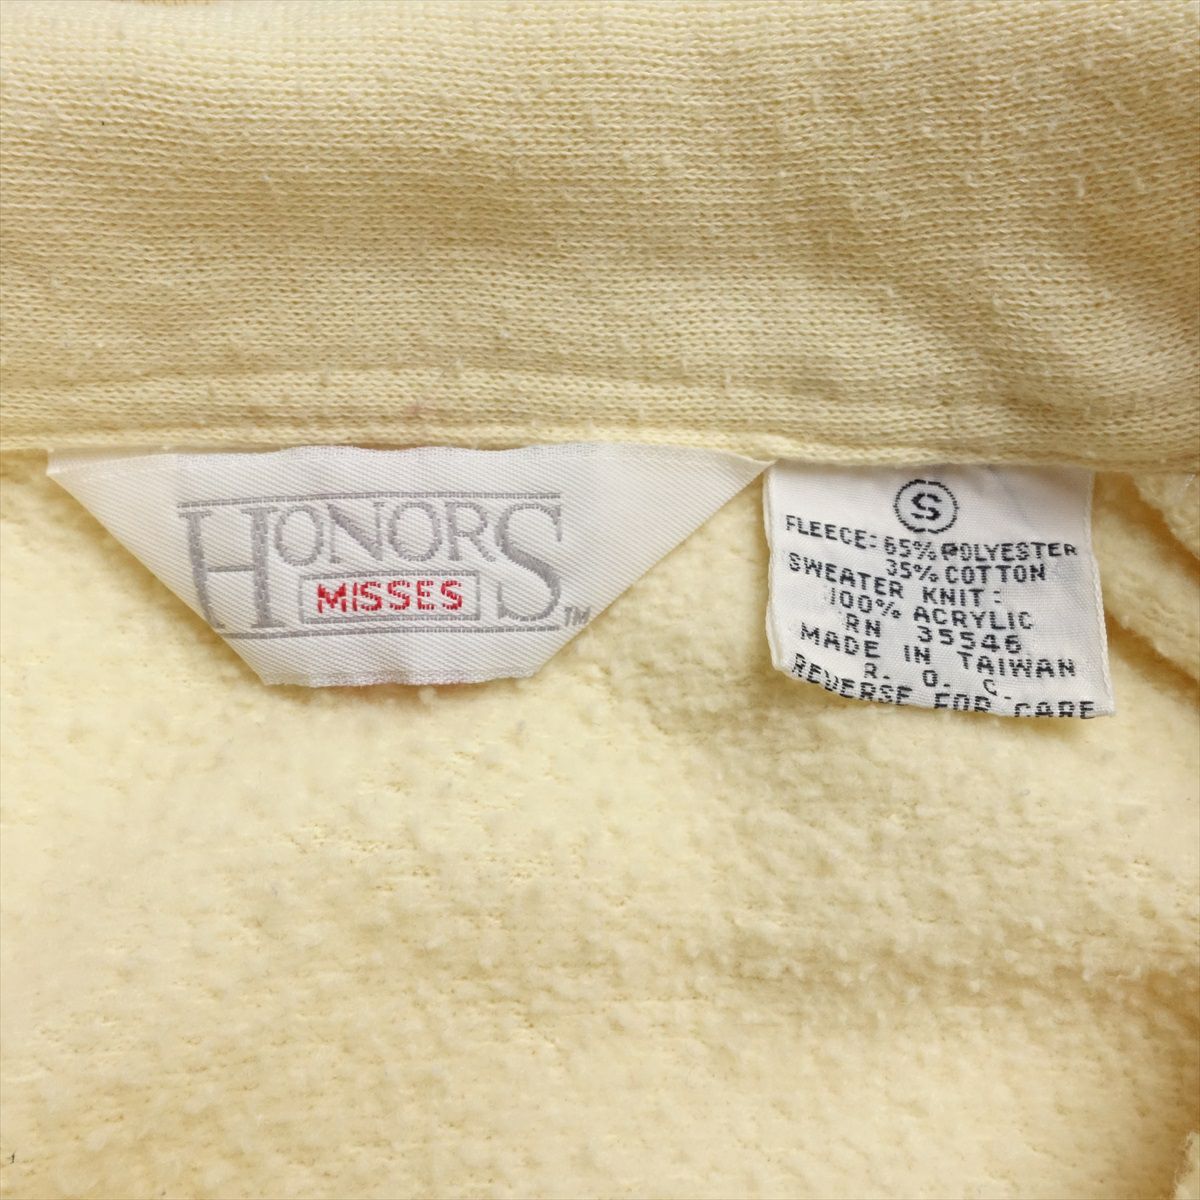 HONORS
MISSES
TM
S
FLEECE: 65% POLYESTER
35% COTTON
SWEATER KNIT:
100% ACRYLIC
RN 35546
MADE IN TAIWAN
R. O. C.
REVERSE FOR CARE